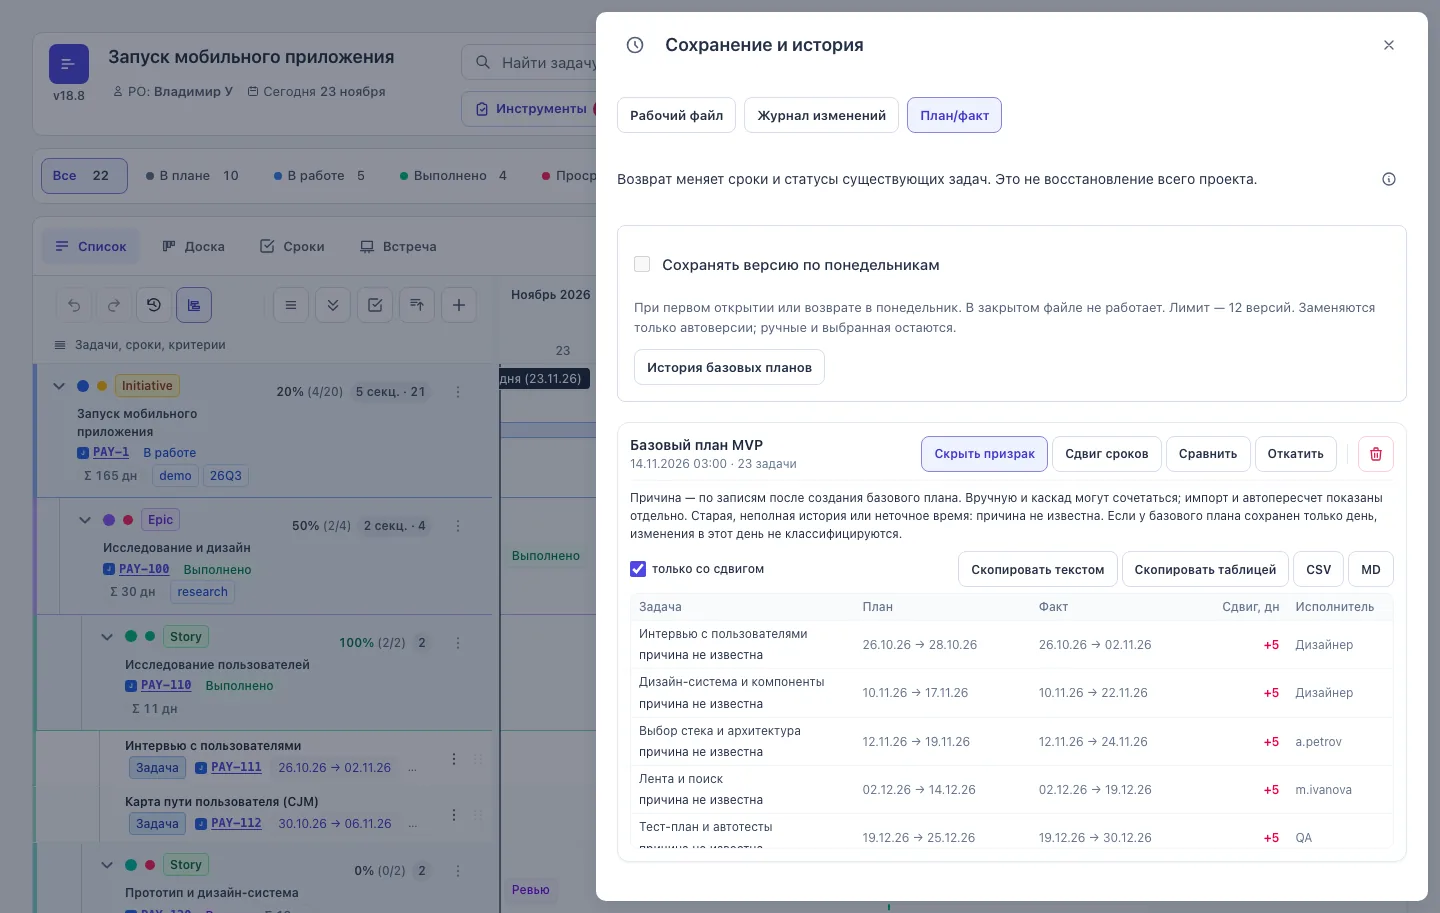 Запуск мобильного приложения
v18.8
PO: Владимир У
Сегодня 23 ноября
Найти задачу
Инструменты
Все 22
В плане 10
В работе 5
Выполнено 4
Список
Доска
Сроки
Встреча
Ноябрь 2026
Задачи, сроки, критерии
23
дня (23.11.26)
Initiative
20% (4/20) 5 секц. · 21
Запуск мобильного
приложения
PAY-1 В работе
Σ 165 дн demo 26Q3
Epic
50% (2/4) 2 секц. · 4
Исследование и дизайн
PAY-100 Выполнено
Σ 30 дн research
Выполнено
Story
100% (2/2) 2
Исследование пользователей
PAY-110 Выполнено
Σ 11 дн
Интервью с пользователями
Задача PAY-111 26.10.26 → 02.11.26 ...
Карта пути пользователя (CJM)
Задача PAY-112 30.10.26 → 06.11.26 ...
Story
0% (0/2) 2
Прототип и дизайн-система
Ревью
Сохранение и история
Рабочий файл
Журнал изменений
План/факт
Возврат меняет сроки и статусы существующих задач. Это не восстановление всего проекта.
Сохранять версию по понедельникам
При первом открытии или возврате в понедельник. В закрытом файле не работает. Лимит — 12 версий. Заменяются
только автоверсии; ручные и выбранная остаются.
История базовых планов
Базовый план MVP
14.11.2026 03:00 · 23 задачи
Скрыть призрак
Сдвиг сроков
Сравнить
Откатить
Причина — по записям после создания базового плана. Вручную и каскад могут сочетаться; импорт и автопересчет показаны
отдельно. Старая, неполная история или неточное время: причина не известна. Если у базового плана сохранен только день,
изменения в этот день не классифицируются.
только со сдвигом
Скопировать текстом
Скопировать таблицей
CSV
MD
Задача План Факт Сдвиг, дн Исполнитель
Интервью с пользователями
причина не известна
26.10.26 → 28.10.26 26.10.26 → 02.11.26 +5 Дизайнер
Дизайн-система и компоненты
причина не известна
10.11.26 → 17.11.26 10.11.26 → 22.11.26 +5 Дизайнер
Выбор стека и архитектура
причина не известна
12.11.26 → 19.11.26 12.11.26 → 24.11.26 +5 a.petrov
Лента и поиск
причина не известна
02.12.26 → 14.12.26 02.12.26 → 19.12.26 +5 m.ivanova
Тест-план и автотесты
19.12.26 → 25.12.26 19.12.26 → 30.12.26 +5 QA